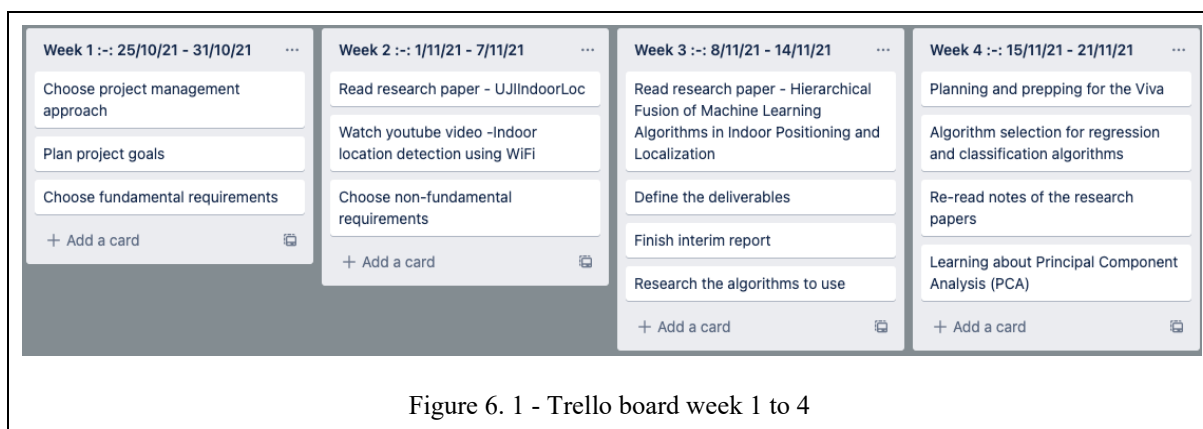 Week 1 :-: 25/10/21 - 31/10/21 ...
Choose project management
approach
Plan project goals
Choose fundamental requirements
+ Add a card
Week 2 :-: 1/11/21 - 7/11/21 ...
Read research paper - UJIIndoorLoc
Watch youtube video -Indoor
location detection using WiFi
Choose non-fundamental
requirements
+ Add a card
Week 3 :-: 8/11/21 - 14/11/21 ...
Read research paper - Hierarchical
Fusion of Machine Learning
Algorithms in Indoor Positioning and
Localization
Define the deliverables
Finish interim report
Research the algorithms to use
+ Add a card
Week 4 :-: 15/11/21 - 21/11/21 ...
Planning and prepping for the Viva
Algorithm selection for regression
and classification algorithms
Re-read notes of the research
papers
Learning about Principal Component
Analysis (PCA)
+ Add a card
Figure 6. 1 - Trello board week 1 to 4